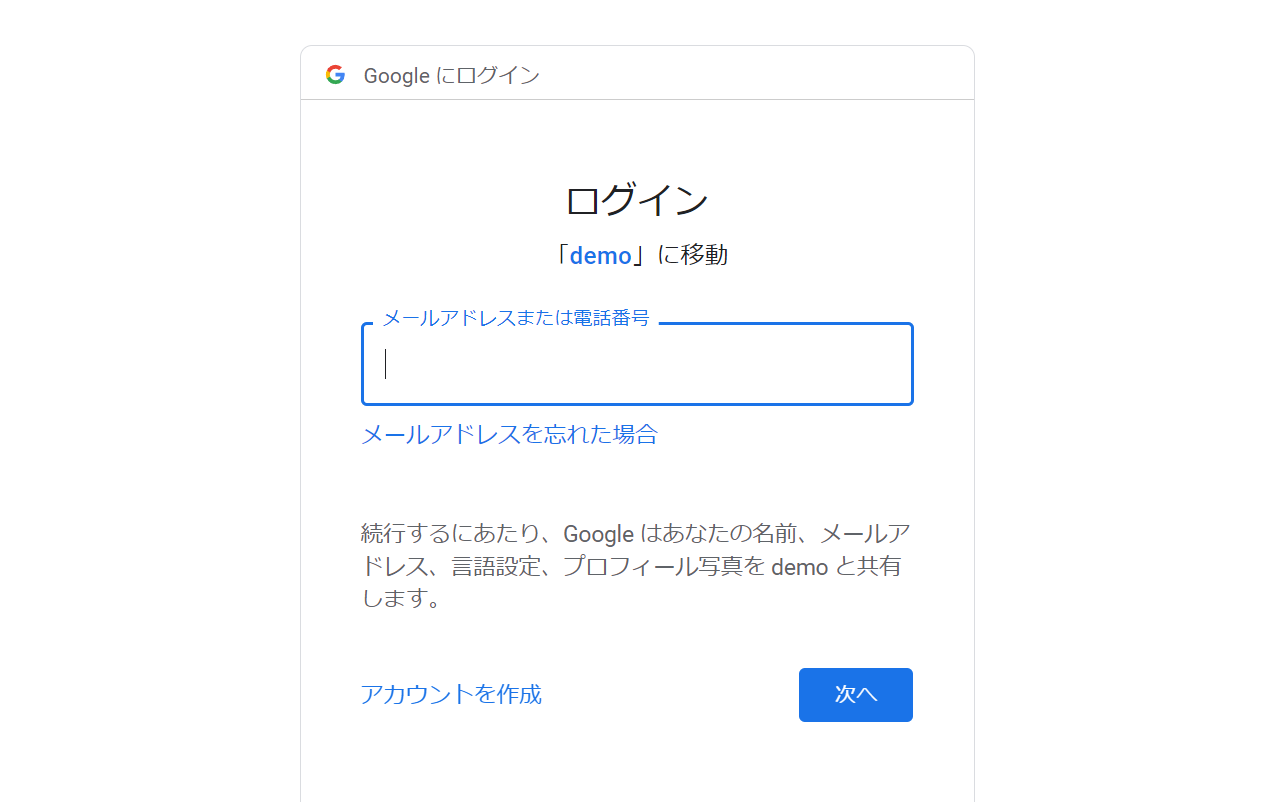 Google にログイン
ログイン
「demo」に移動
メールアドレスまたは電話番号
メールアドレスを忘れた場合
続行するにあたり、Google はあなたの名前、メールア
ドレス、言語設定、プロフィール写真を demo と共有
します。
アカウントを作成
次へ